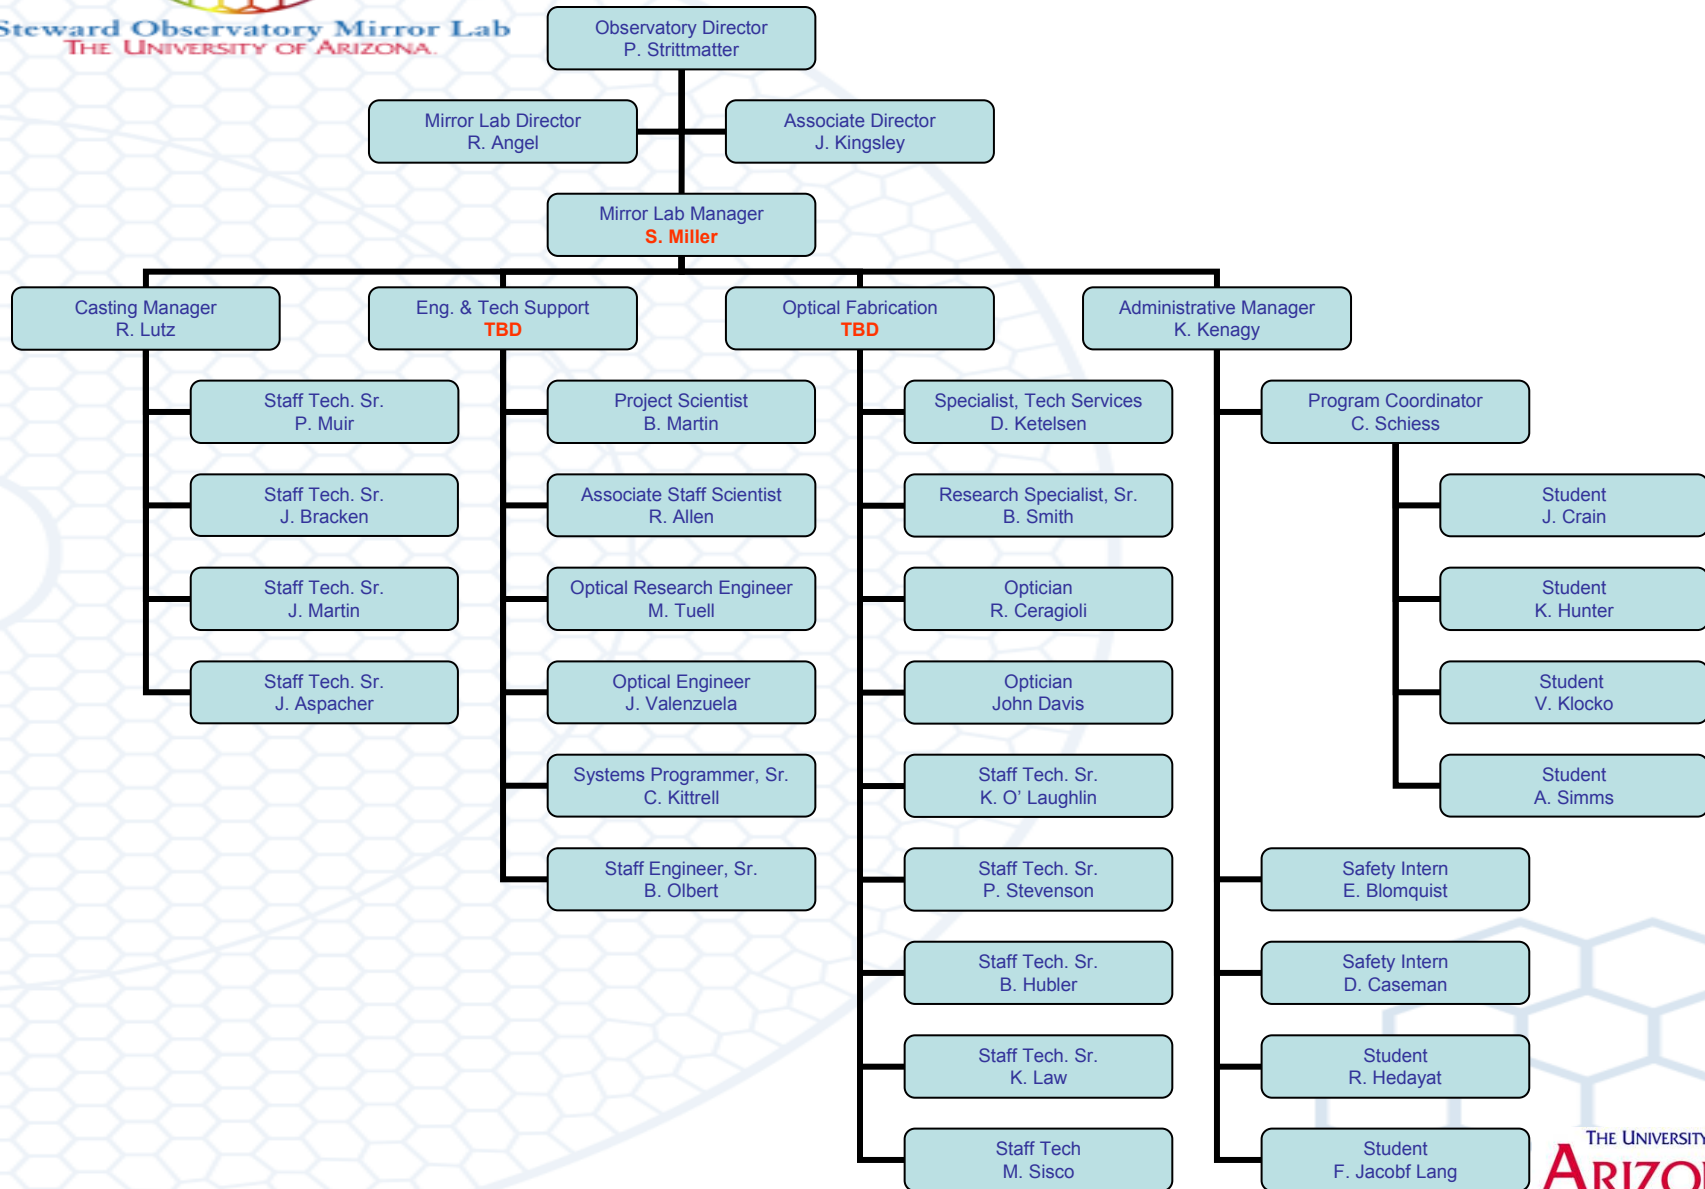 Steward Observatory Mirror Lab
THE UNIVERSITY OF ARIZONA.
Observatory Director
P. Strittmatter
Mirror Lab Director
R. Angel
Associate Director
J. Kingsley
Mirror Lab Manager
S. Miller
Casting Manager
R. Lutz
Staff Tech. Sr.
P. Muir
Staff Tech. Sr.
J. Bracken
Staff Tech. Sr.
J. Martin
Staff Tech. Sr.
J. Aspacher
Eng. & Tech Support
TBD
Project Scientist
B. Martin
Associate Staff Scientist
R. Allen
Optical Research Engineer
M. Tuell
Optical Engineer
J. Valenzuela
Systems Programmer, Sr.
C. Kittrell
Staff Engineer, Sr.
B. Olbert
Optical Fabrication
TBD
Specialist, Tech Services
D. Ketelsen
Research Specialist, Sr.
B. Smith
Optician
R. Ceragioli
Optician
John Davis
Staff Tech. Sr.
K. O' Laughlin
Staff Tech. Sr.
P. Stevenson
Staff Tech. Sr.
B. Hubler
Staff Tech. Sr.
K. Law
Staff Tech
M. Sisco
Administrative Manager
K. Kenagy
Program Coordinator
C. Schiess
Student
J. Crain
Student
K. Hunter
Student
V. Klocko
Student
A. Simms
Safety Intern
E. Blomquist
Safety Intern
D. Caseman
Student
R. Hedayat
Student
F. Jacobf Lang
THE UNIVERSITY
ARIZO